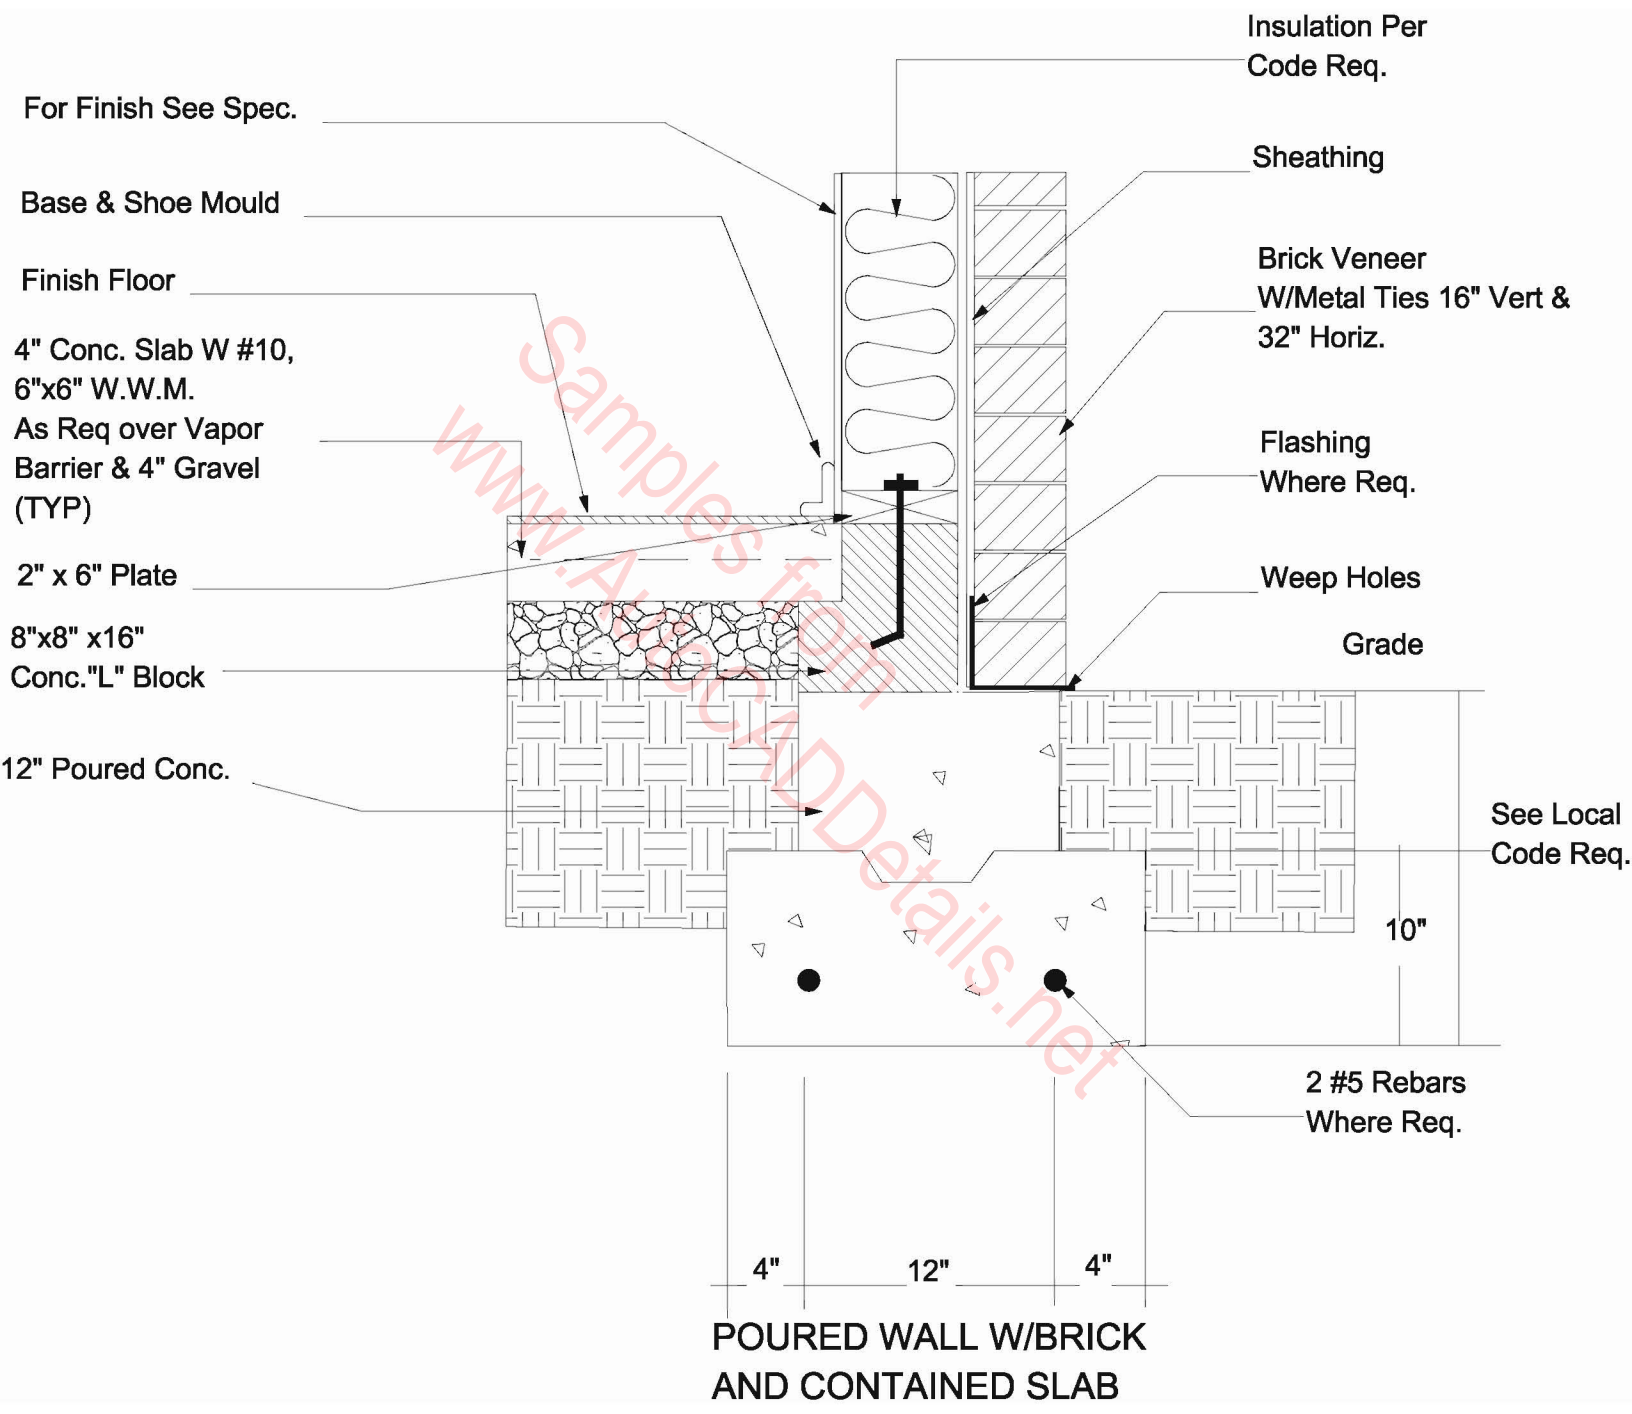 Insulation Per
Code Req.
For Finish See Spec.
Sheathing
Base & Shoe Mould
Brick Veneer
W/Metal Ties 16" Vert &
32" Horiz.
Finish Floor
4" Conc. Slab W #10,
6"x6" W.W.M.
As Req over Vapor
Barrier & 4" Gravel
(TYP)
Flashing
Where Req.
2" x 6" Plate
Weep Holes
8"x8" x16"
Conc."L" Block
Grade
12" Poured Conc.
See Local
Code Req.
10"
2 #5 Rebars
Where Req.
4"
12"
4"
POURED WALL W/BRICK
AND CONTAINED SLAB
Samples from
www.AutoCADDetails.net